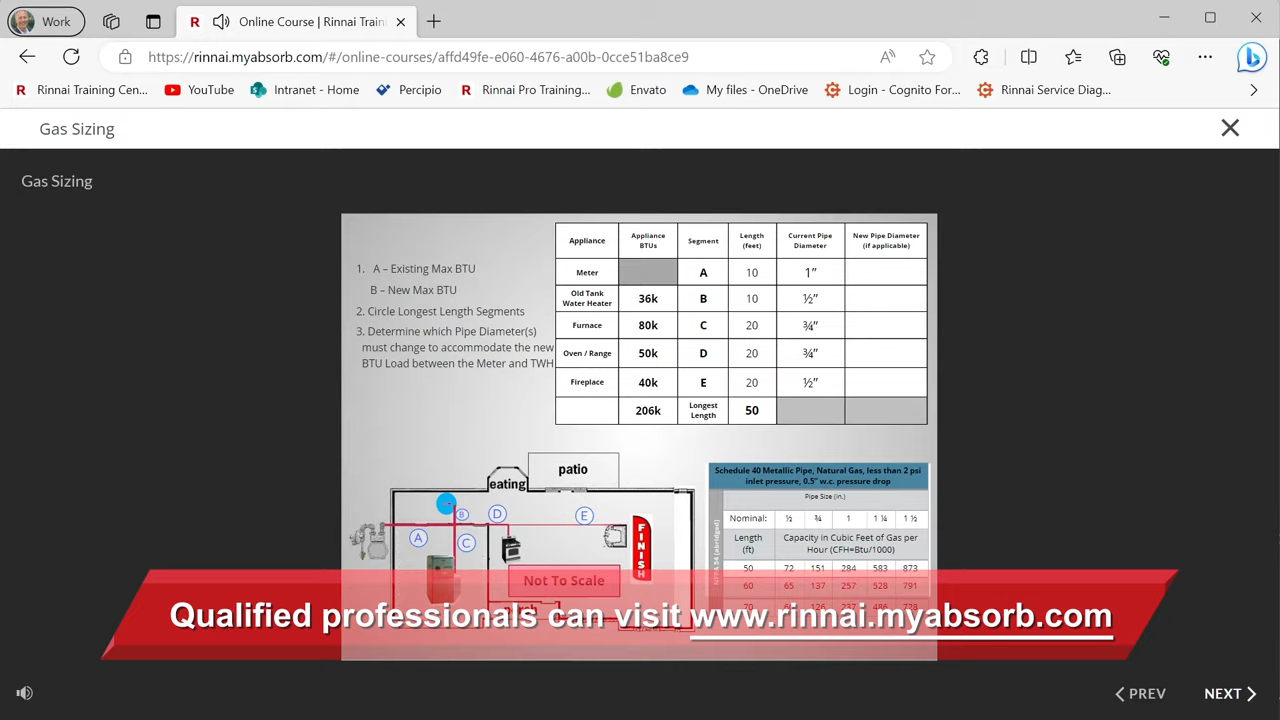 Work
Online Course | Rinnai Train
https://rinnai.myabsorb.com/#/online-courses/affd49fe-e060-4676-a00b-0cce51ba8ce9
Rinnai Training Cen...
YouTube
Intranet - Home
Percipio
Rinnai Pro Training...
Envato
My files - OneDrive
Login - Cognito For...
Rinnai Service Diag...
Gas Sizing
Gas Sizing
1. A – Existing Max BTU
B – New Max BTU
2. Circle Longest Length Segments
3. Determine which Pipe Diameter(s)
must change to accommodate the new
BTU Load between the Meter and TWH
Appliance Appliance BTUs Segment Length (feet) Current Pipe Diameter New Pipe Diameter (if applicable)
Meter A 10 1”
Old Tank Water Heater 36k B 10 ½”
Furnace 80k C 20 ¾”
Oven / Range 50k D 20 ¾”
Fireplace 40k E 20 ½”
206k Longest Length 50
patio
eating
A
B
C
D
E
FINISH
Not To Scale
Schedule 40 Metallic Pipe, Natural Gas, less than 2 psi
inlet pressure, 0.5” w.c. pressure drop
Pipe Size (in.)
Nominal: ½ ¾ 1 1 ¼ 1 ½
Length (ft) Capacity in Cubic Feet of Gas per Hour (CFH=Btu/1000)
50 72 151 284 583 873
60 65 137 257 528 791
Qualified professionals can visit www.rinnai.myabsorb.com
PREV
NEXT